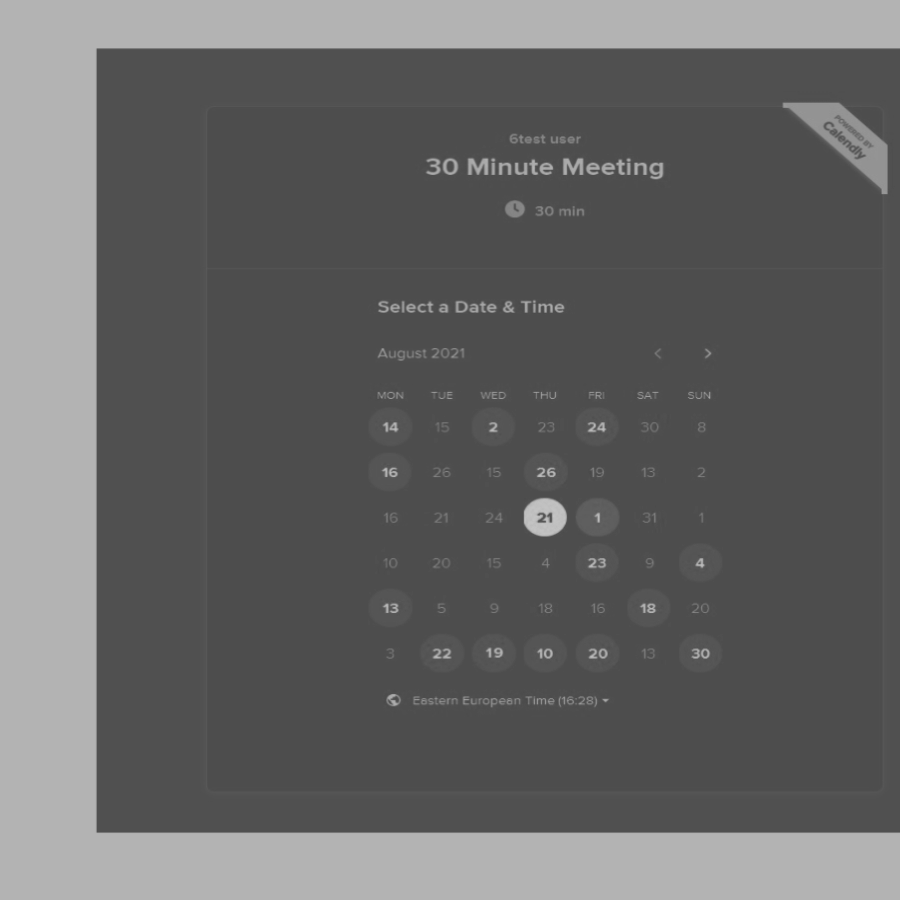 POWERED BY
Calendly
6test user
30 Minute Meeting
30 min
Select a Date & Time
August 2021
MON TUE WED THU FRI SAT SUN
14 15 2 23 24 30 8
16 26 15 26 19 13 2
16 21 24 21 1 31 1
10 20 15 4 23 9 4
13 5 9 18 16 18 20
3 22 19 10 20 13 30
Eastern European Time (16:28)